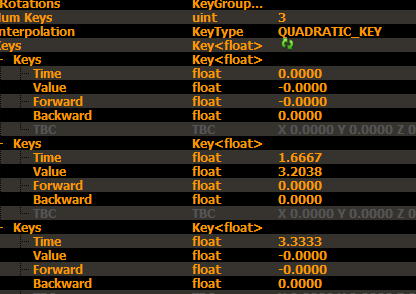 Rotations KeyGroup...
Num Keys uint 3
Interpolation KeyType QUADRATIC_KEY
Keys Key<float>
Keys Key<float>
Time float 0.0000
Value float -0.0000
Forward float -0.0000
Backward float 0.0000
TBC TBC X 0.0000 Y 0.0000 Z 0
Keys Key<float>
Time float 1.6667
Value float 3.2038
Forward float 0.0000
Backward float 0.0000
TBC TBC X 0.0000 Y 0.0000 Z 0
Keys Key<float>
Time float 3.3333
Value float -0.0000
Forward float -0.0000
Backward float 0.0000